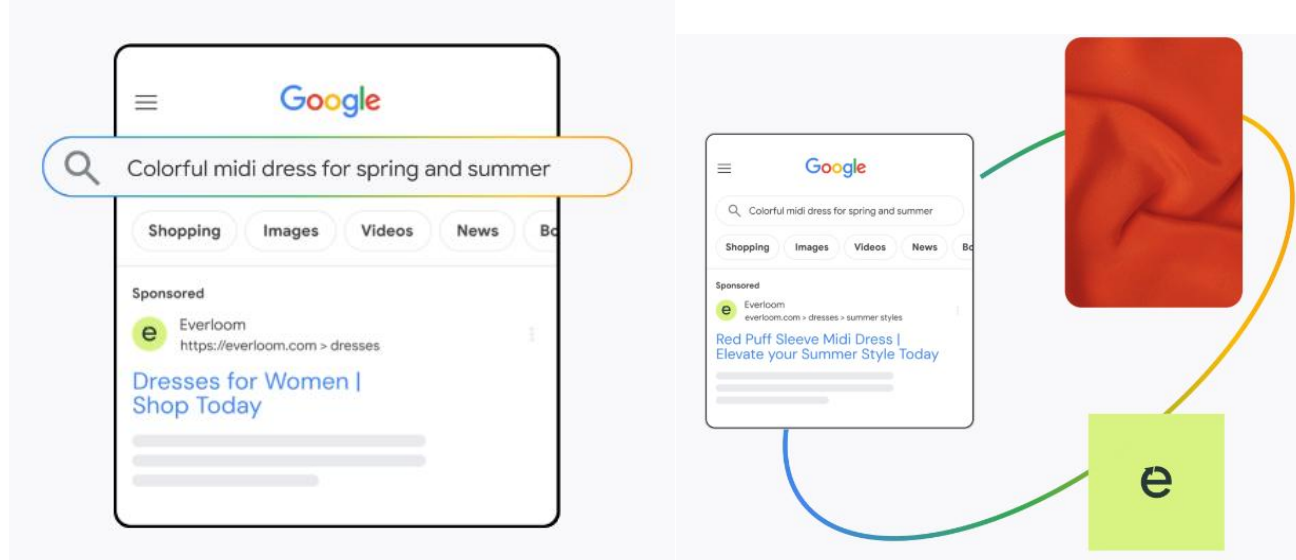 Google
Colorful midi dress for spring and summer
Shopping Images Videos News Bo
Sponsored
e
Everloom
https://everloom.com > dresses
Dresses for Women |
Shop Today
Google
Colorful midi dress for spring and summer
Shopping Images Videos News Bo
Sponsored
e
Everloom
everloom.com > dresses > summer styles
Red Puff Sleeve Midi Dress |
Elevate your Summer Style Today
e